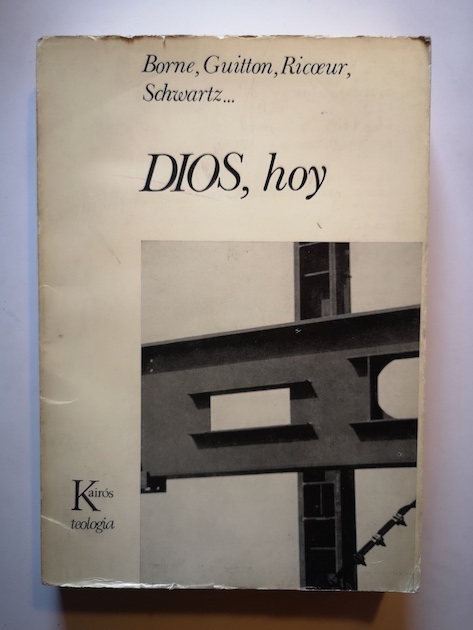 Borne, Guitton, Ricœur,
Schwartz...
DIOS, hoy
Kairós
teología